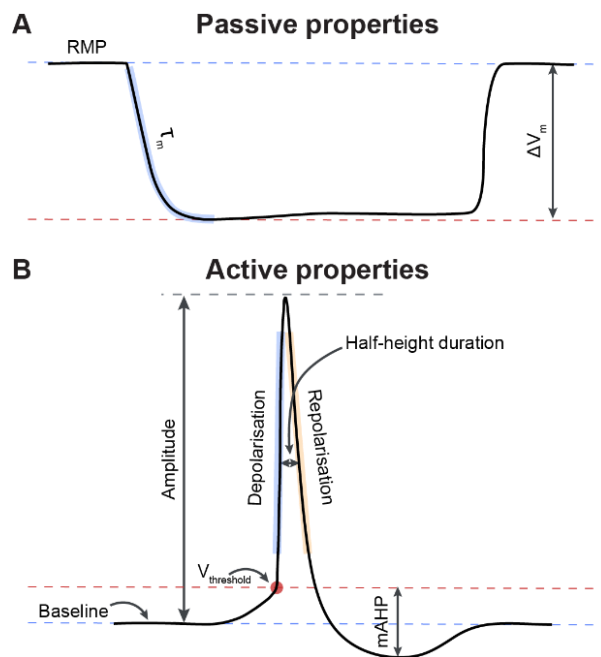 A
Passive properties
RMP
τm
ΔVm
B
Active properties
Half-height duration
Amplitude
Depolarisation
Repolarisation
Vthreshold
Baseline
mAHP